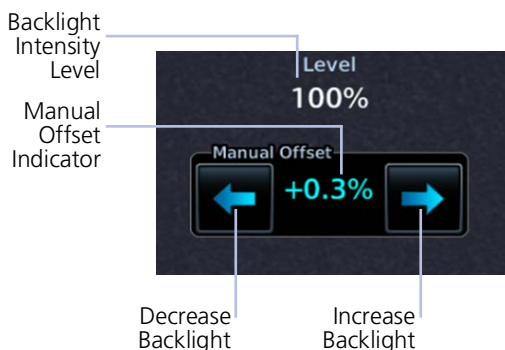 Backlight
Intensity
Level
Manual
Offset
Indicator
Level
100%
Manual Offset
+0.3%
Decrease
Backlight
Increase
Backlight